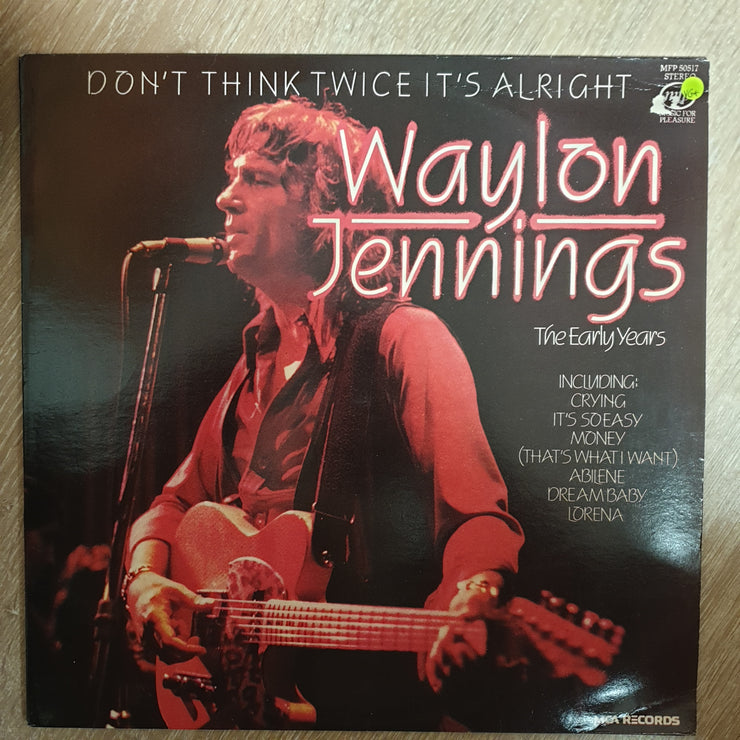 DON'T THINK TWICE IT'S ALRIGHT
MFP 50517
STEREO
MUSIC FOR
PLEASURE
Waylon
Jennings
The Early Years
INCLUDING:
CRYING
IT'S SO EASY
MONEY
(THAT'S WHAT I WANT)
ABILENE
DREAM BABY
LORENA
MCA RECORDS